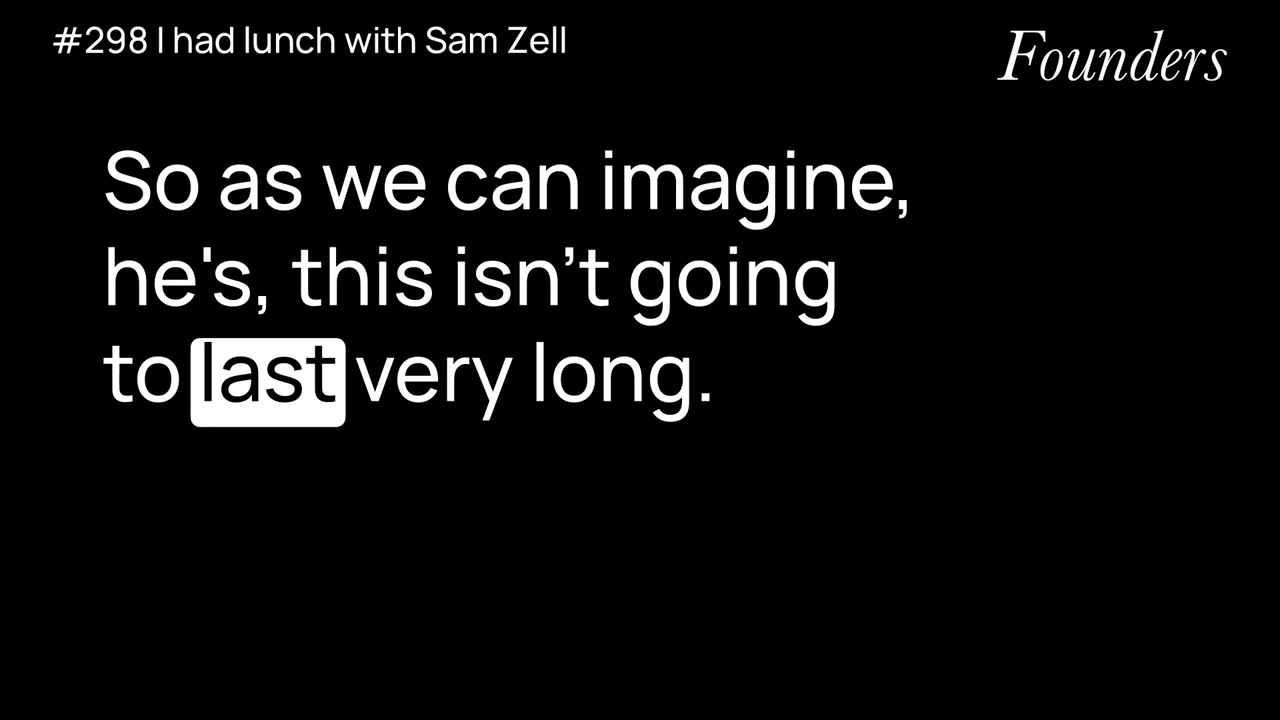 #298 I had lunch with Sam Zell
Founders
So as we can imagine,
he's, this isn’t going
to last very long.